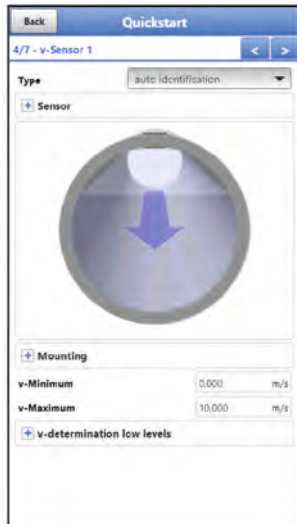 Back Quickstart
4/7 - v-Sensor 1 < >
Type auto identification
+ Sensor
+ Mounting
v-Minimum 0,000 m/s
v-Maximum 10,000 m/s
+ v-determination low levels